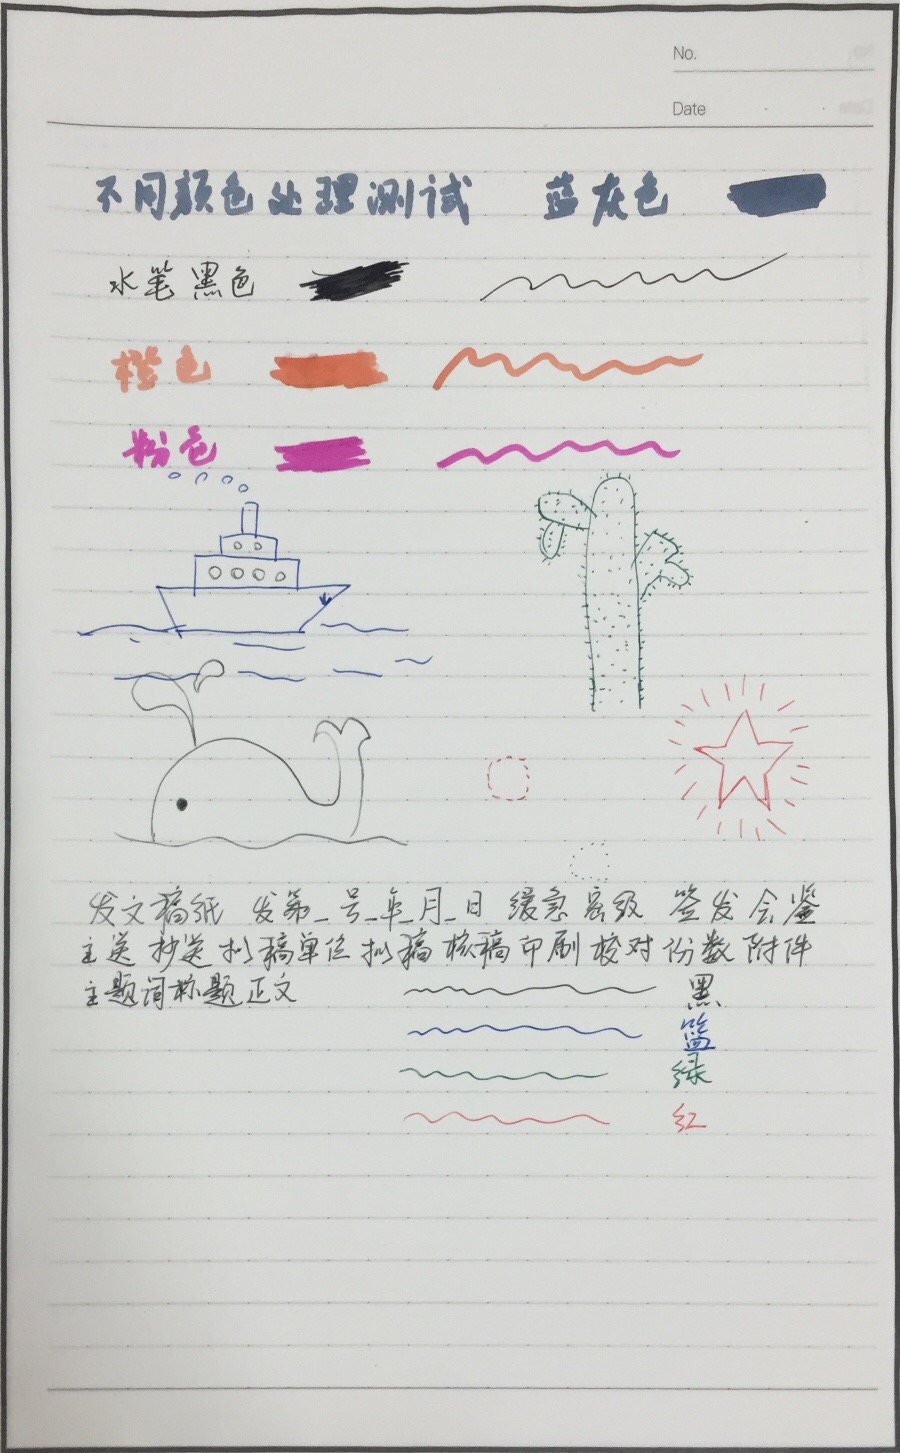 No.
Date
不同颜色处理测试 蓝灰色
水笔黑色
橙色
粉色
发文稿纸 发第_号_年_月_日 缓急 密级 签发 会鉴
主送 抄送 拟稿单位 拟稿 核稿 印刷 校对 份数 附件
主题词 标题 正文
黑
篮
绿
红